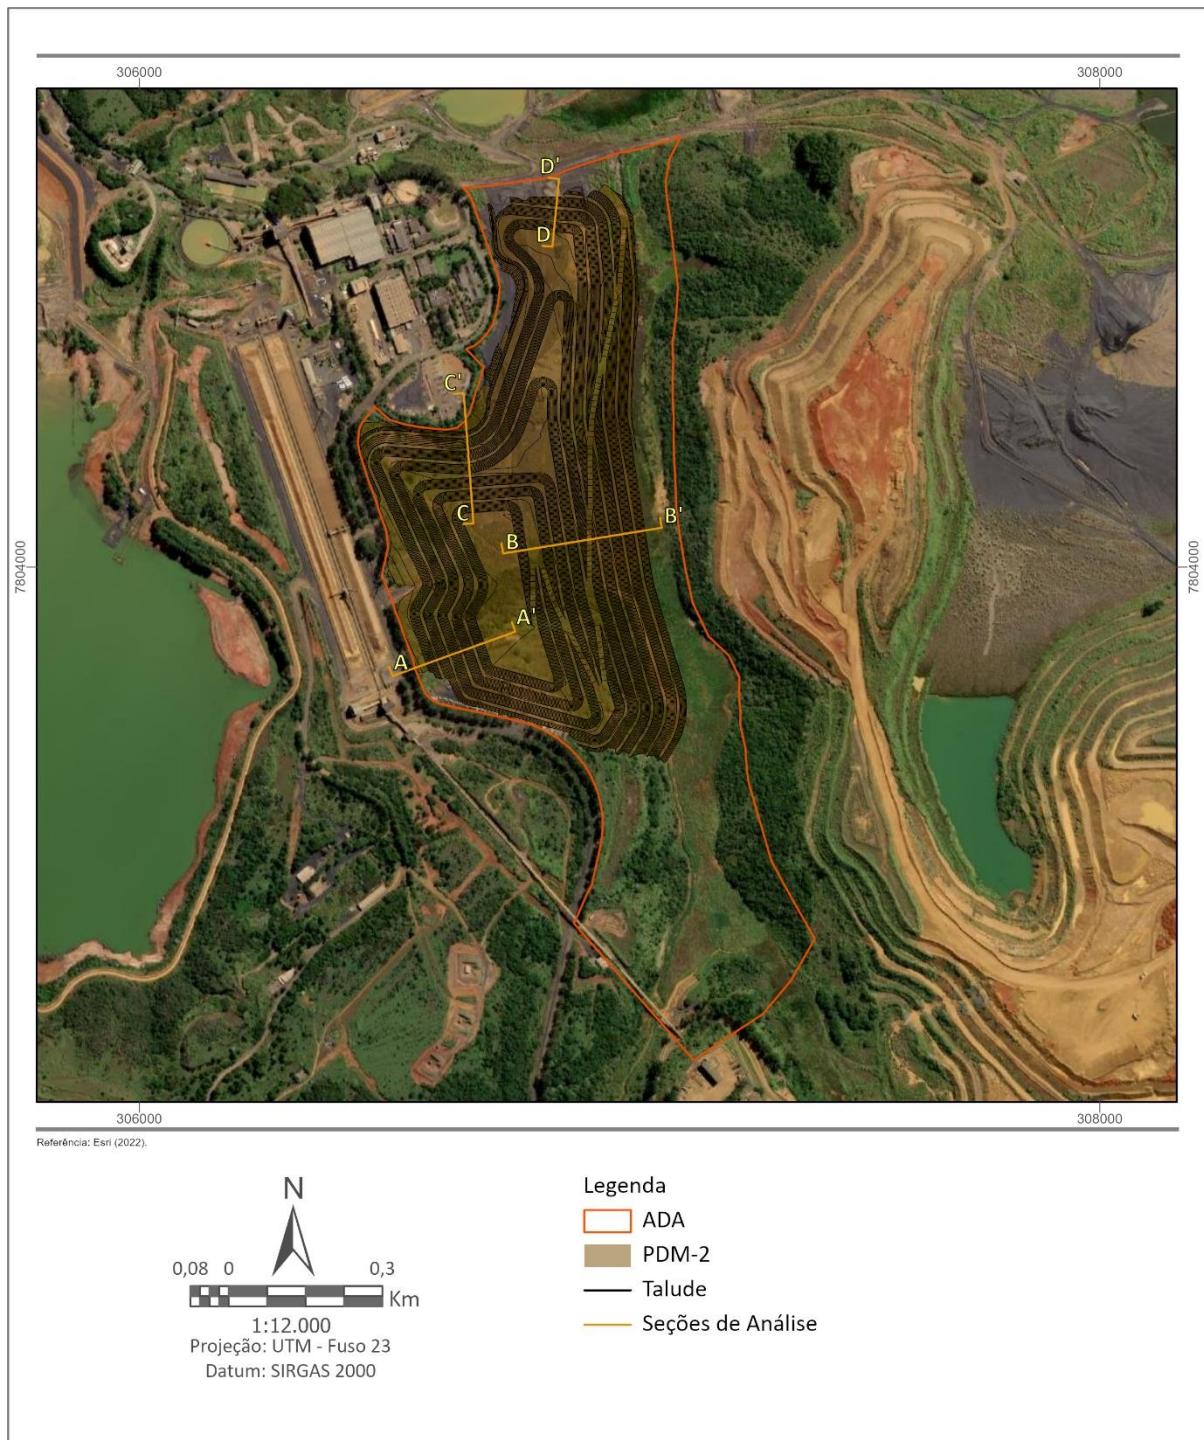 306000
308000
D'
D
C'
C
B
B'
A'
A
7804000
7804000
306000
308000
Referência: Esri (2022).
N
0,08 0 0,3
Km
1:12.000
Projeção: UTM - Fuso 23
Datum: SIRGAS 2000
Legenda
ADA
PDM-2
Talude
Seções de Análise